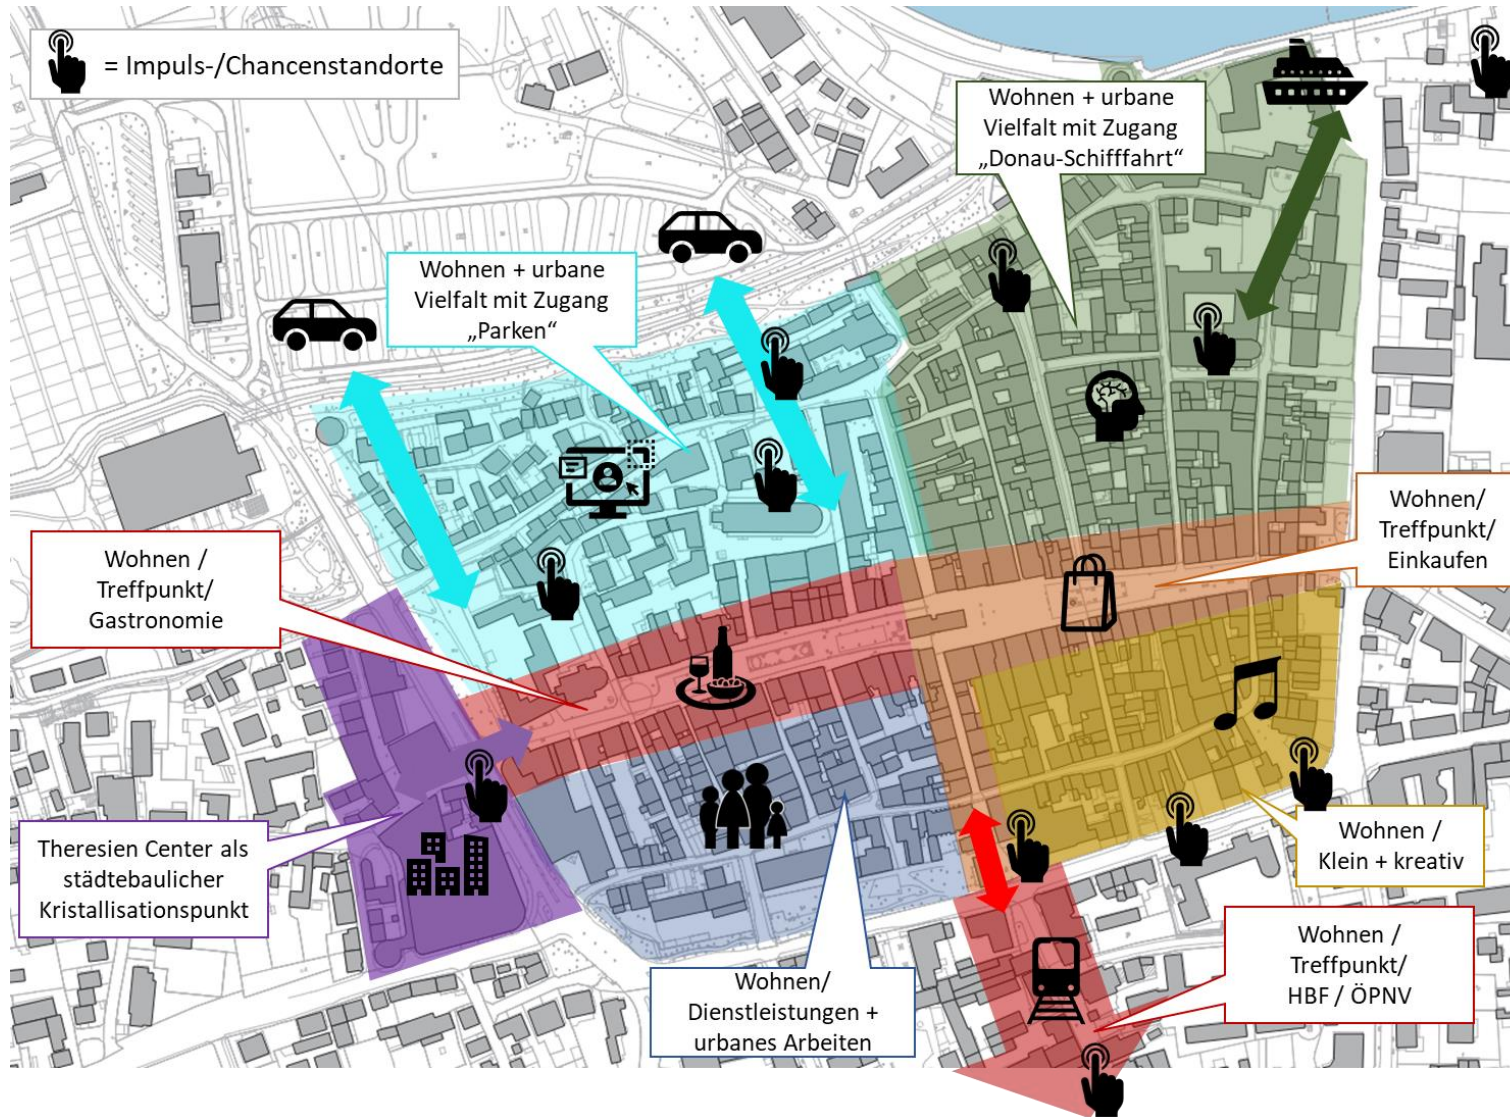 = Impuls-/Chancenstandorte
Wohnen + urbane
Vielfalt mit Zugang
„Donau-Schifffahrt“
Wohnen + urbane
Vielfalt mit Zugang
„Parken“
Wohnen/
Treffpunkt/
Einkaufen
Wohnen /
Treffpunkt/
Gastronomie
Theresien Center als
städtebaulicher
Kristallisationspunkt
Wohnen /
Klein + kreativ
Wohnen/
Dienstleistungen +
urbanes Arbeiten
Wohnen /
Treffpunkt/
HBF / ÖPNV